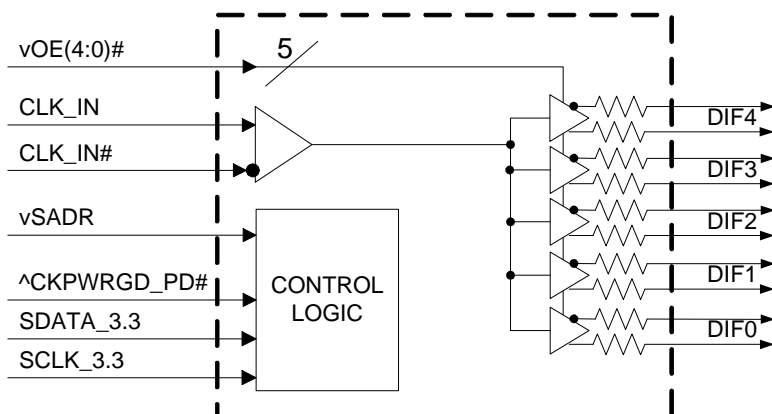 vOE(4:0)#
5
CLK_IN
CLK_IN#
vSADR
^CKPWRGD_PD#
SDATA_3.3
SCLK_3.3
CONTROL
LOGIC
DIF4
DIF3
DIF2
DIF1
DIF0